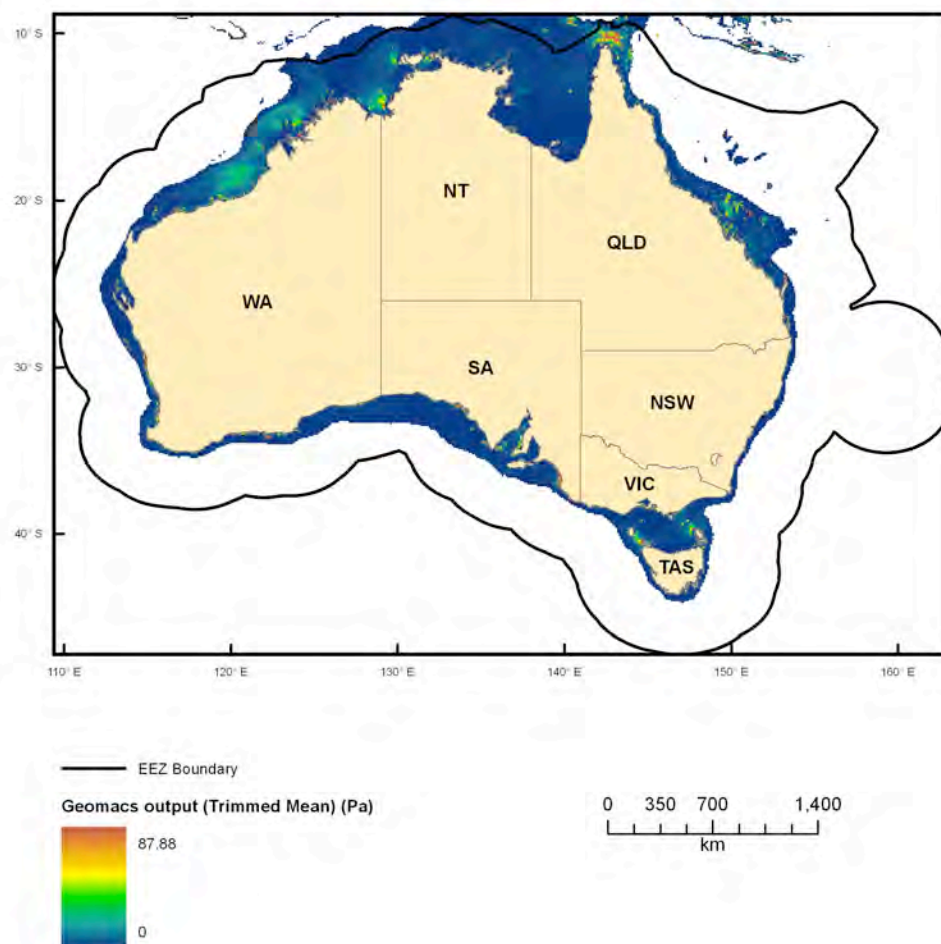 10° S
20° S
30° S
40° S
NT
QLD
WA
SA
NSW
VIC
TAS
110° E
120° E
130° E
140° E
150° E
160° E
EEZ Boundary
Geomacs output (Trimmed Mean) (Pa)
87.88
0
0 350 700 1,400
km